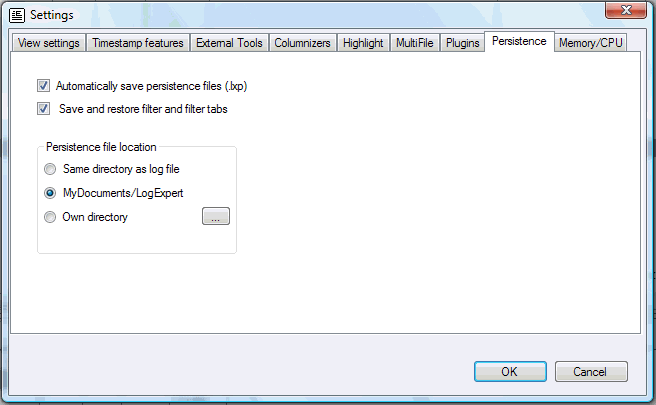 Settings
View settings Timestamp features External Tools Columnizers Highlight MultiFile Plugins Persistence Memory/CPU
Automatically save persistence files (.lxp)
Save and restore filter and filter tabs
Persistence file location
Same directory as log file
MyDocuments/LogExpert
Own directory ...
OK Cancel